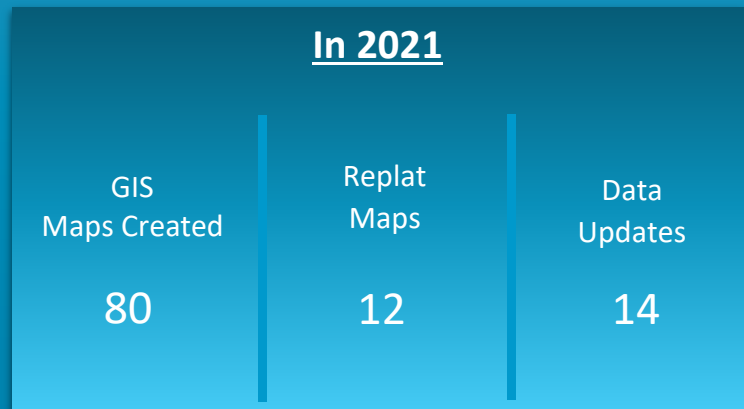 In 2021
GIS
Maps Created
80
Replat
Maps
12
Data
Updates
14